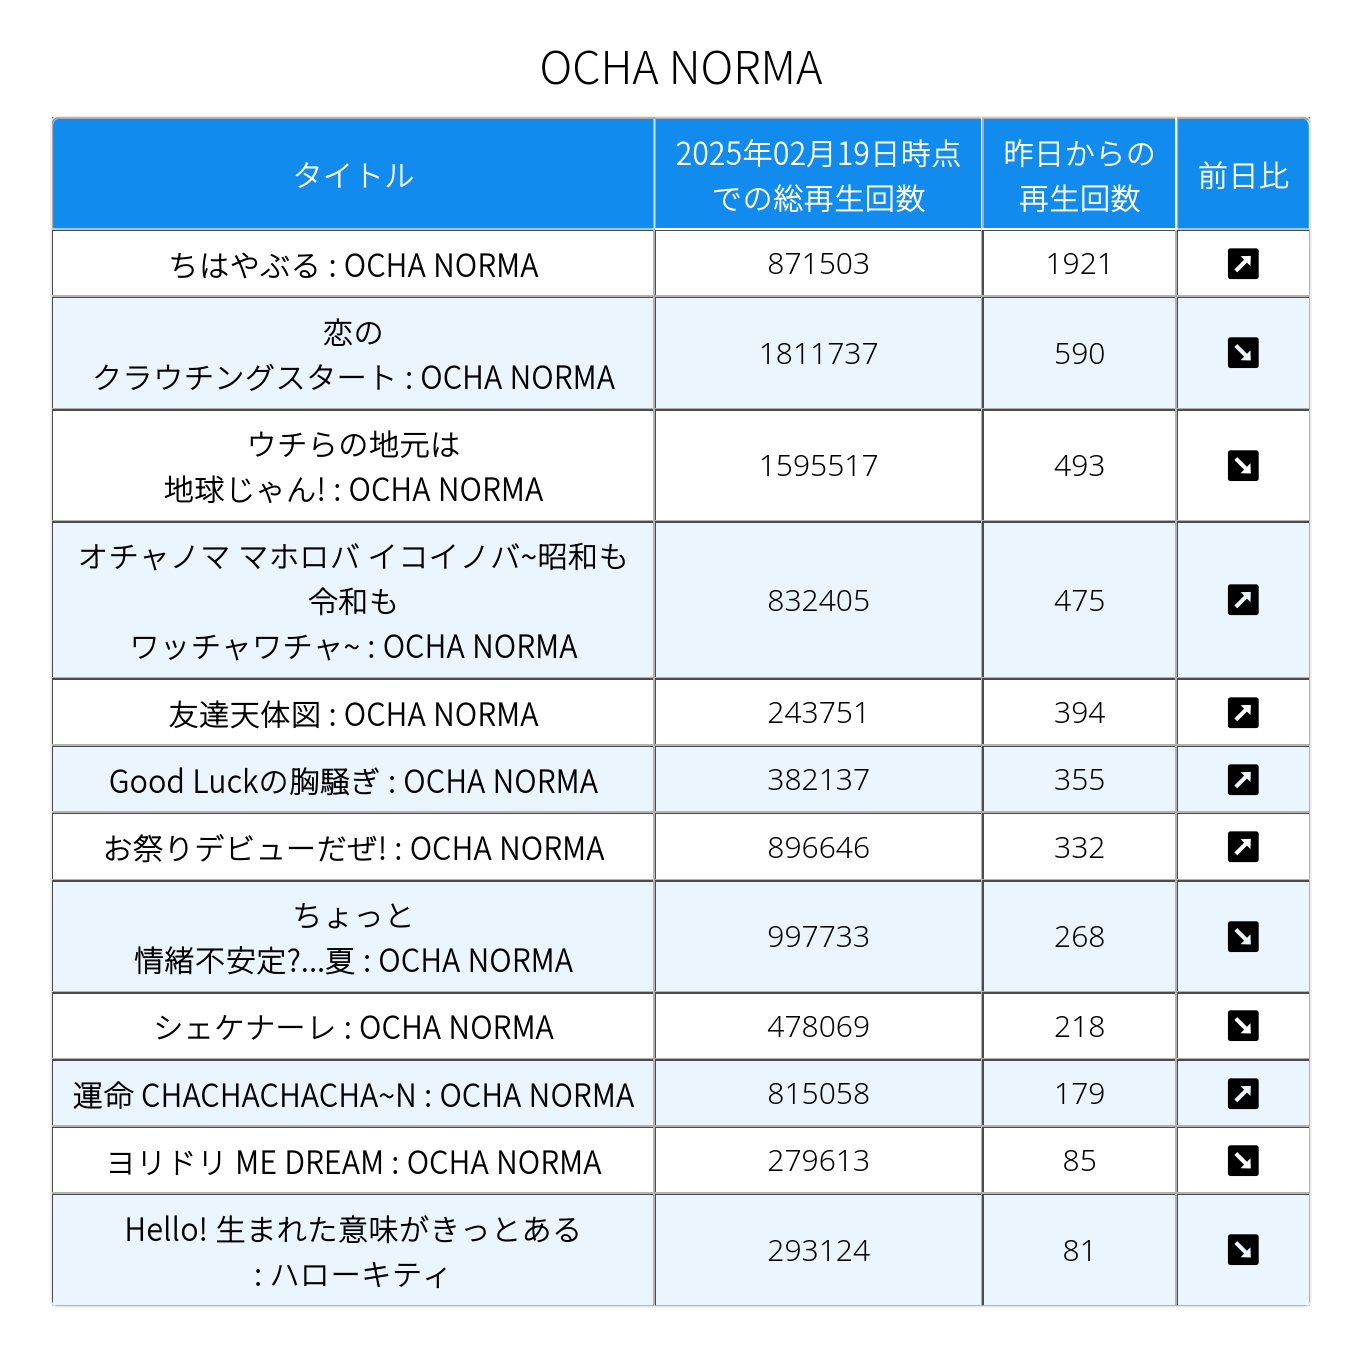 OCHA NORMA
タイトル
2025年02月19日時点
での総再生回数
昨日からの
再生回数
前日比
ちはやぶる : OCHA NORMA
871503
1921
恋の
クラウチングスタート : OCHA NORMA
1811737
590
ウチらの地元は
地球じゃん! : OCHA NORMA
1595517
493
オチャノマ マホロバ イコイノバ~昭和も
令和も
ワッチャワチャ~ : OCHA NORMA
832405
475
友達天体図 : OCHA NORMA
243751
394
Good Luckの胸騒ぎ : OCHA NORMA
382137
355
お祭りデビューだぜ! : OCHA NORMA
896646
332
ちょっと
情緒不安定?...夏 : OCHA NORMA
997733
268
シェケナーレ : OCHA NORMA
478069
218
運命 CHACHACHACHA~N : OCHA NORMA
815058
179
ヨリドリ ME DREAM : OCHA NORMA
279613
85
Hello! 生まれた意味がきっとある
: ハローキティ
293124
81